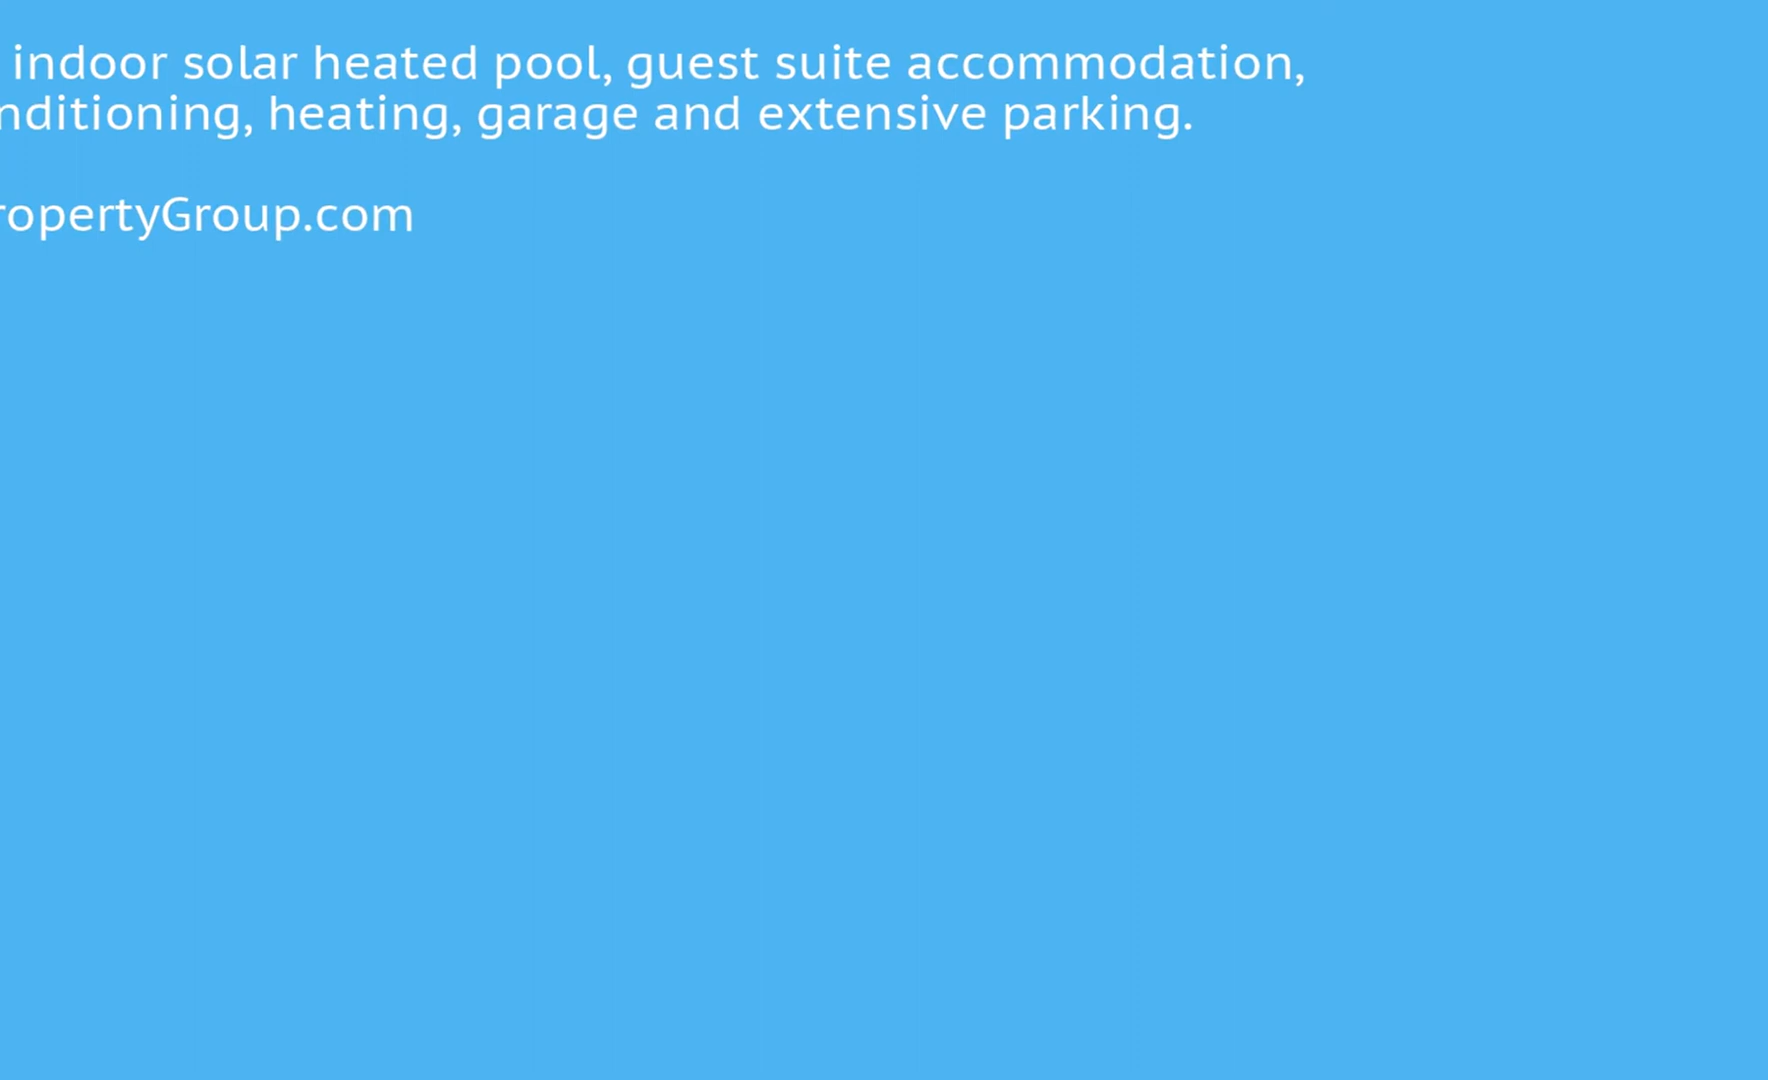 indoor solar heated pool, guest suite accommodation,
nditioning, heating, garage and extensive parking.
ropertyGroup.com